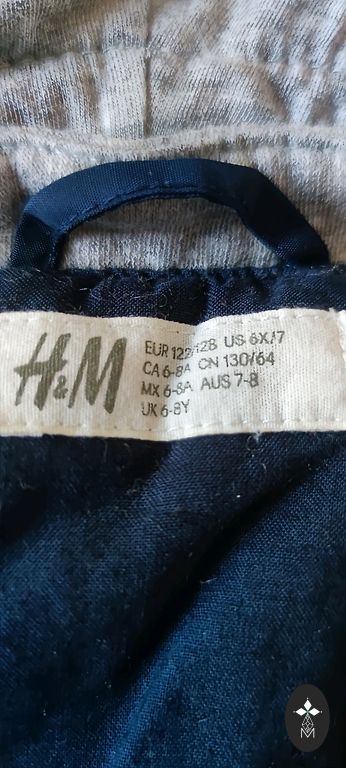 H&M
EUR 122/128 US 6X/7
CA 6-8A CN 130/64
MX 6-8A AUS 7-8
UK 6-8Y